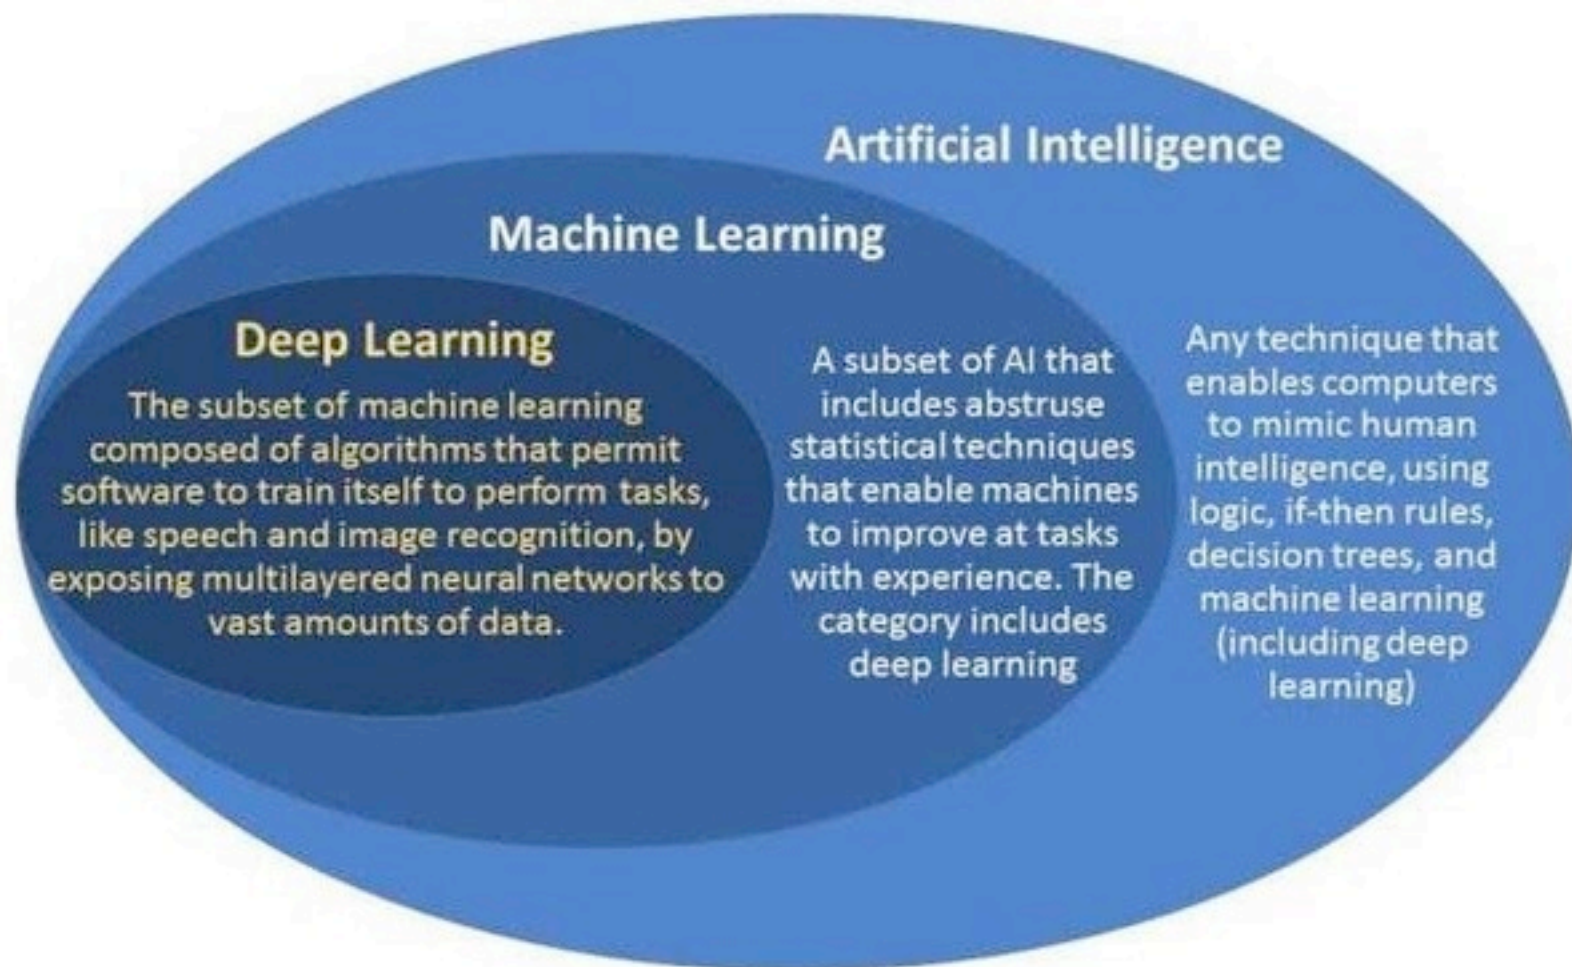 Artificial Intelligence
Machine Learning
Deep Learning
The subset of machine learning
composed of algorithms that permit
software to train itself to perform tasks,
like speech and image recognition, by
exposing multilayered neural networks to
vast amounts of data.
A subset of AI that
includes abstruse
statistical techniques
that enable machines
to improve at tasks
with experience. The
category includes
deep learning
Any technique that
enables computers
to mimic human
intelligence, using
logic, if-then rules,
decision trees, and
machine learning
(including deep
learning)